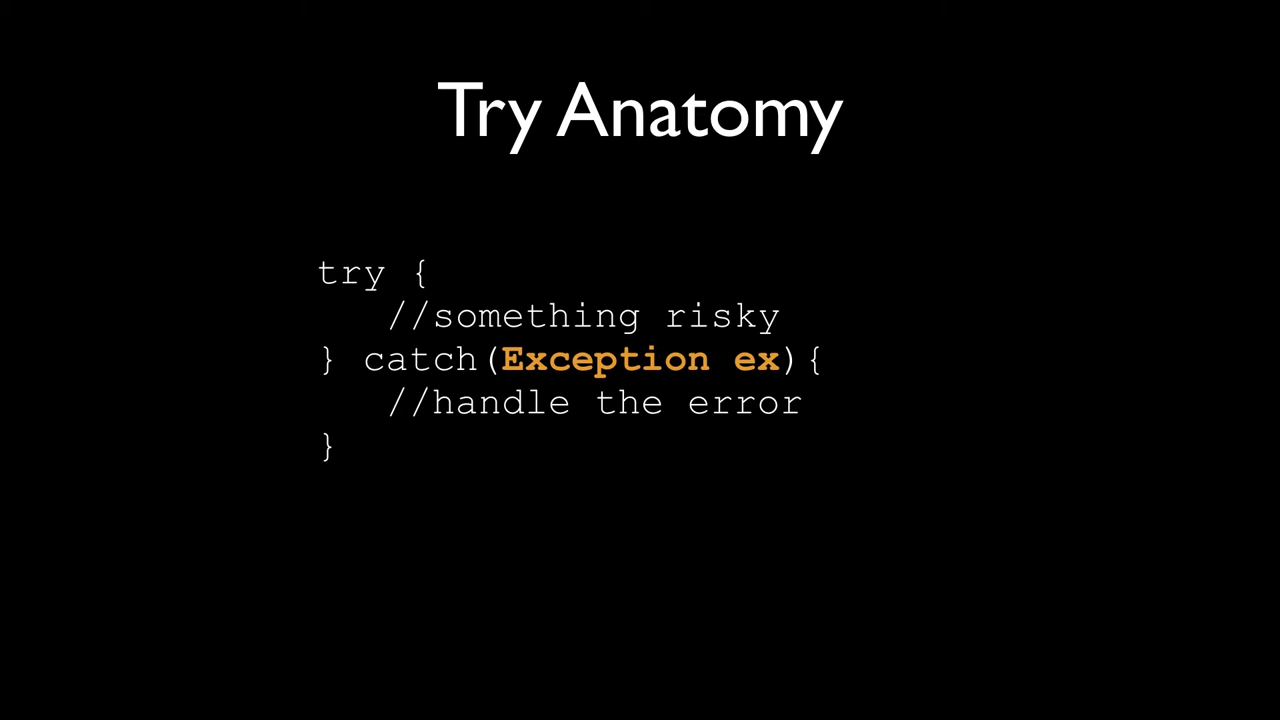 Try Anatomy
try {
//something risky
} catch(Exception ex){
//handle the error
}